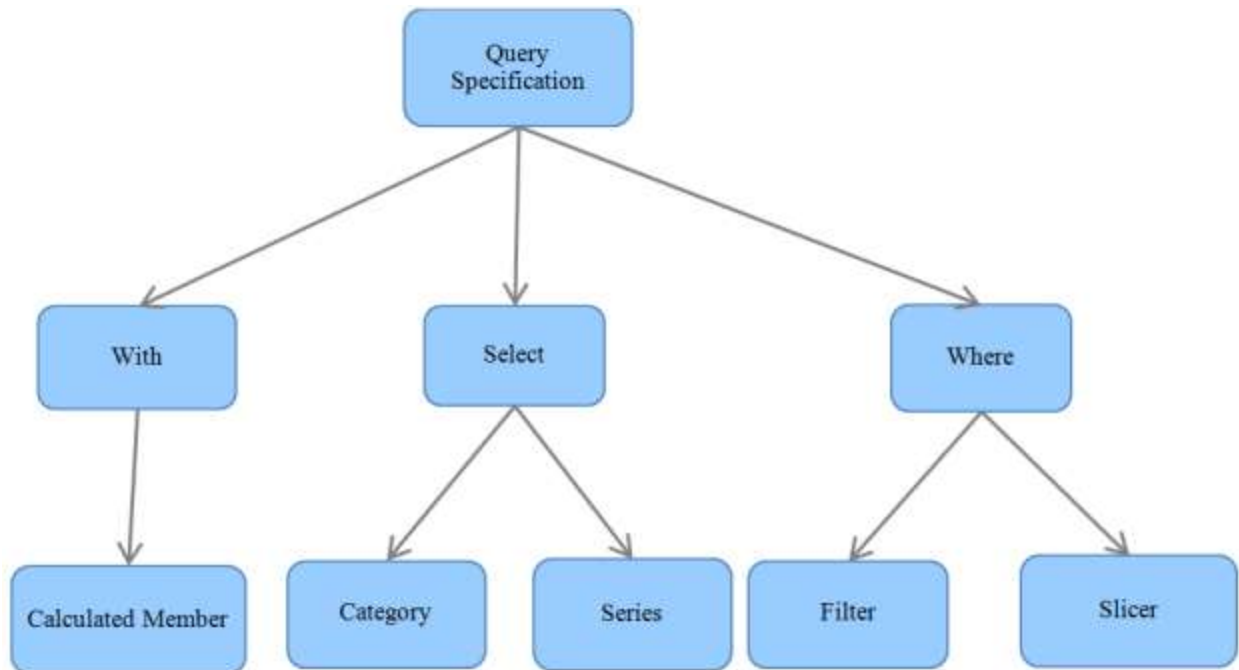 Query
Specification
With
Select
Where
Calculated Member
Category
Series
Filter
Slicer